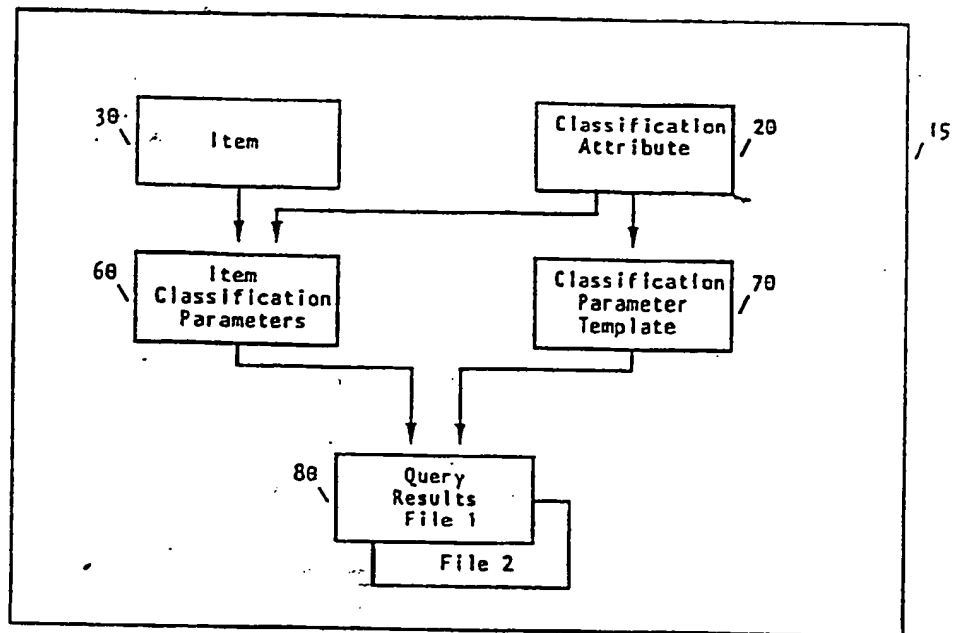 30
Item
Classification
Attribute
20
15
60
Item
Classification
Parameters
Classification
Parameter
Template
70
80
Query
Results
File 1
File 2